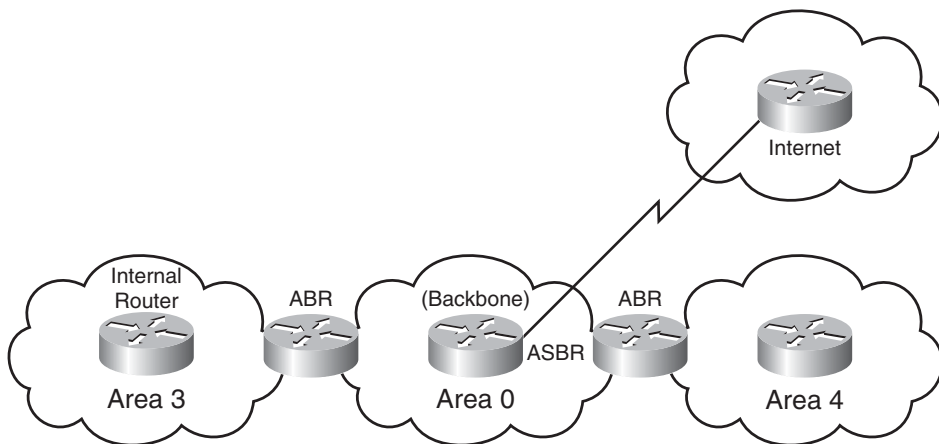 Internet
Internal
Router
ABR
(Backbone)
ABR
ASBR
Area 3
Area 0
Area 4